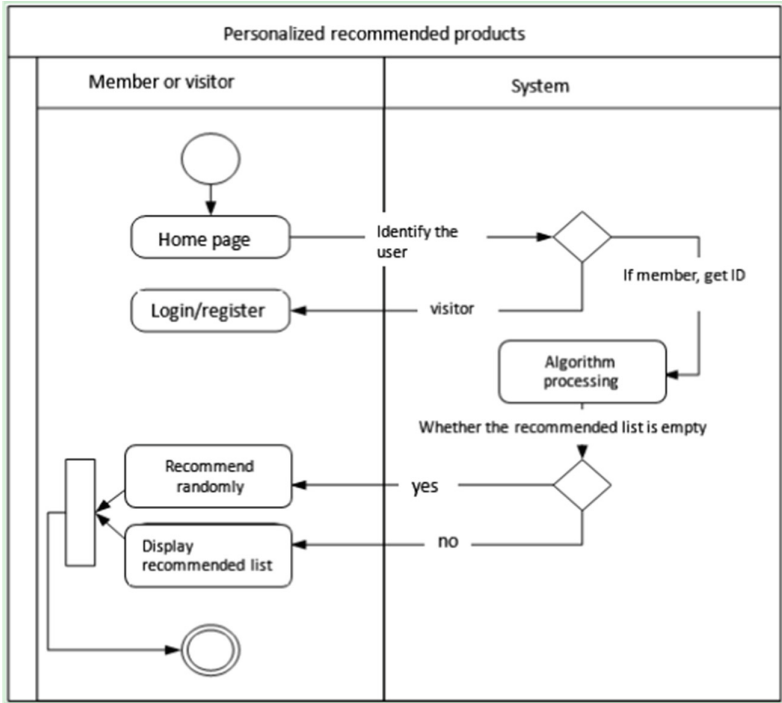 Personalized recommended products
Member or visitor
System
Home page
Identify the
user
If member, get ID
Login/register
visitor
Algorithm
processing
Whether the recommended list is empty
Recommend
randomly
yes
Display
recommended list
no